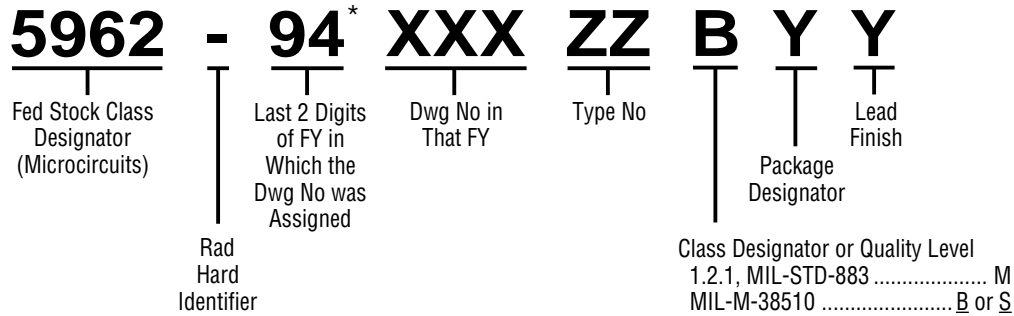 5962 - 94* XXX ZZ B Y Y
Fed Stock Class
Designator
(Microcircuits)
Rad
Hard
Identifier
Last 2 Digits
of FY in
Which the
Dwg No was
Assigned
Dwg No in
That FY
Type No
Class Designator or Quality Level
1.2.1, MIL-STD-883 ................... M
MIL-M-38510 ....................... B or S
Package
Designator
Lead
Finish